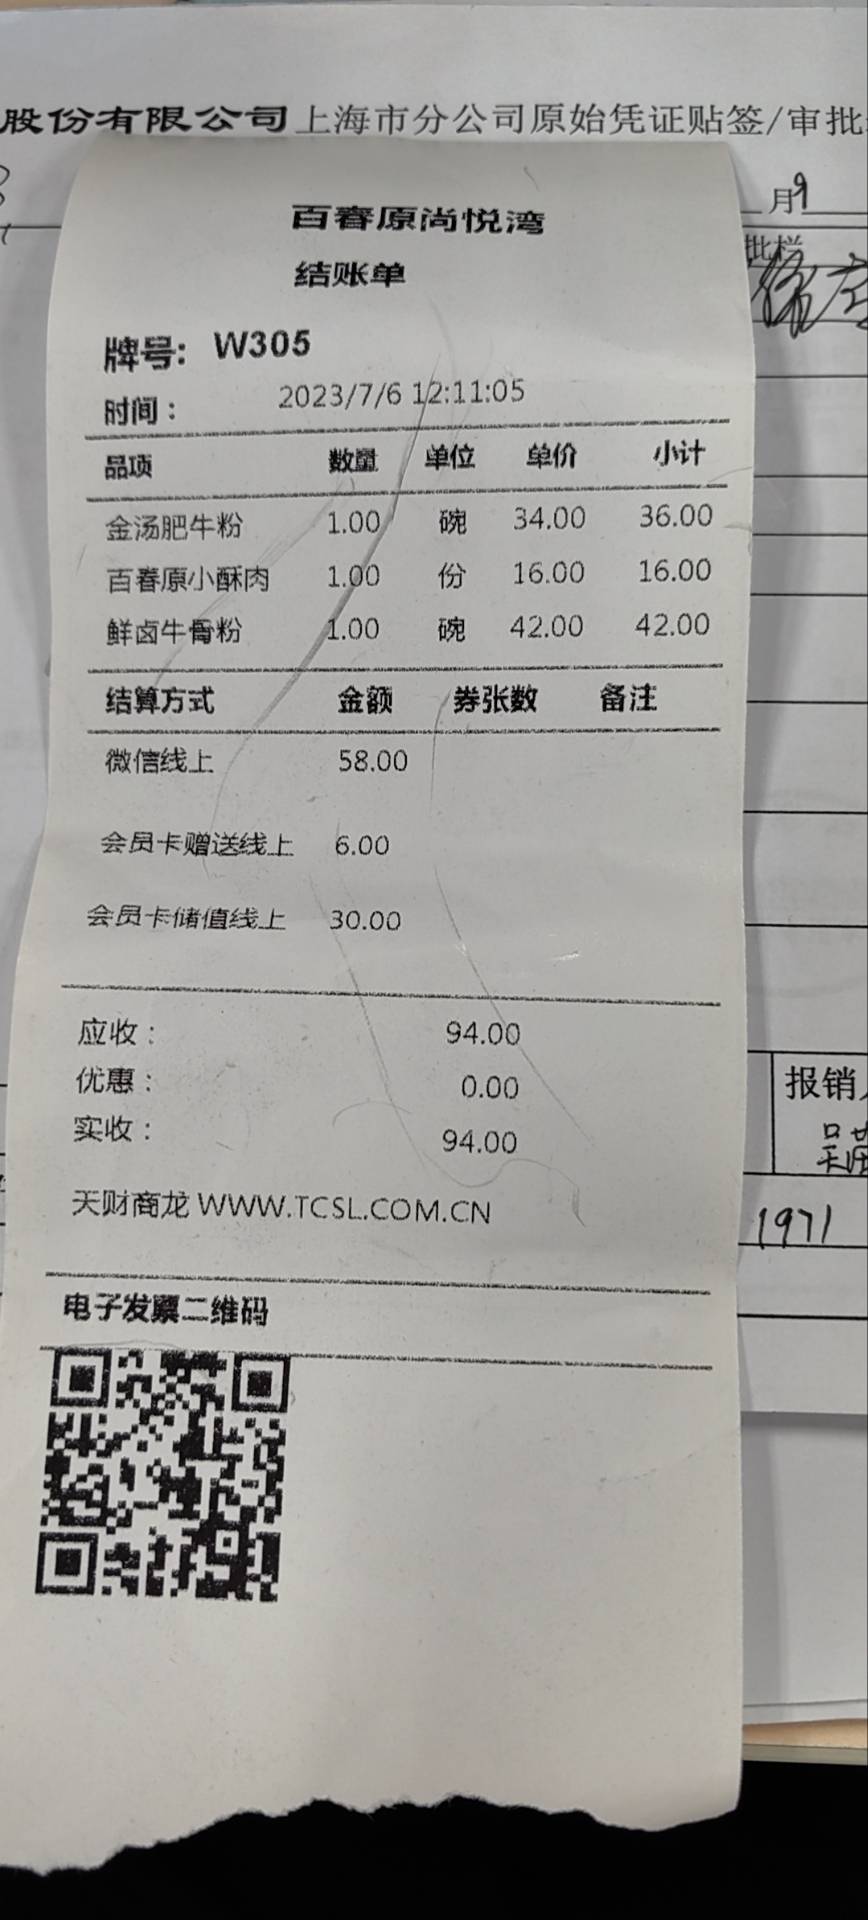 股份有限公司上海市分公司原始凭证贴签/审批
月9
批栏
百春原尚悦湾
结账单
牌号: W305
时间： 2023/7/6 12:11:05
品项 数量 单位 单价 小计
金汤肥牛粉 1.00 碗 34.00 36.00
百春原小酥肉 1.00 份 16.00 16.00
鲜卤牛骨粉 1.00 碗 42.00 42.00
结算方式 金额 券张数 备注
微信线上 58.00
会员卡赠送线上 6.00
会员卡储值线上 30.00
应收： 94.00
优惠： 0.00
实收： 94.00
报销
天财商龙 WWW.TCSL.COM.CN
1971
电子发票二维码